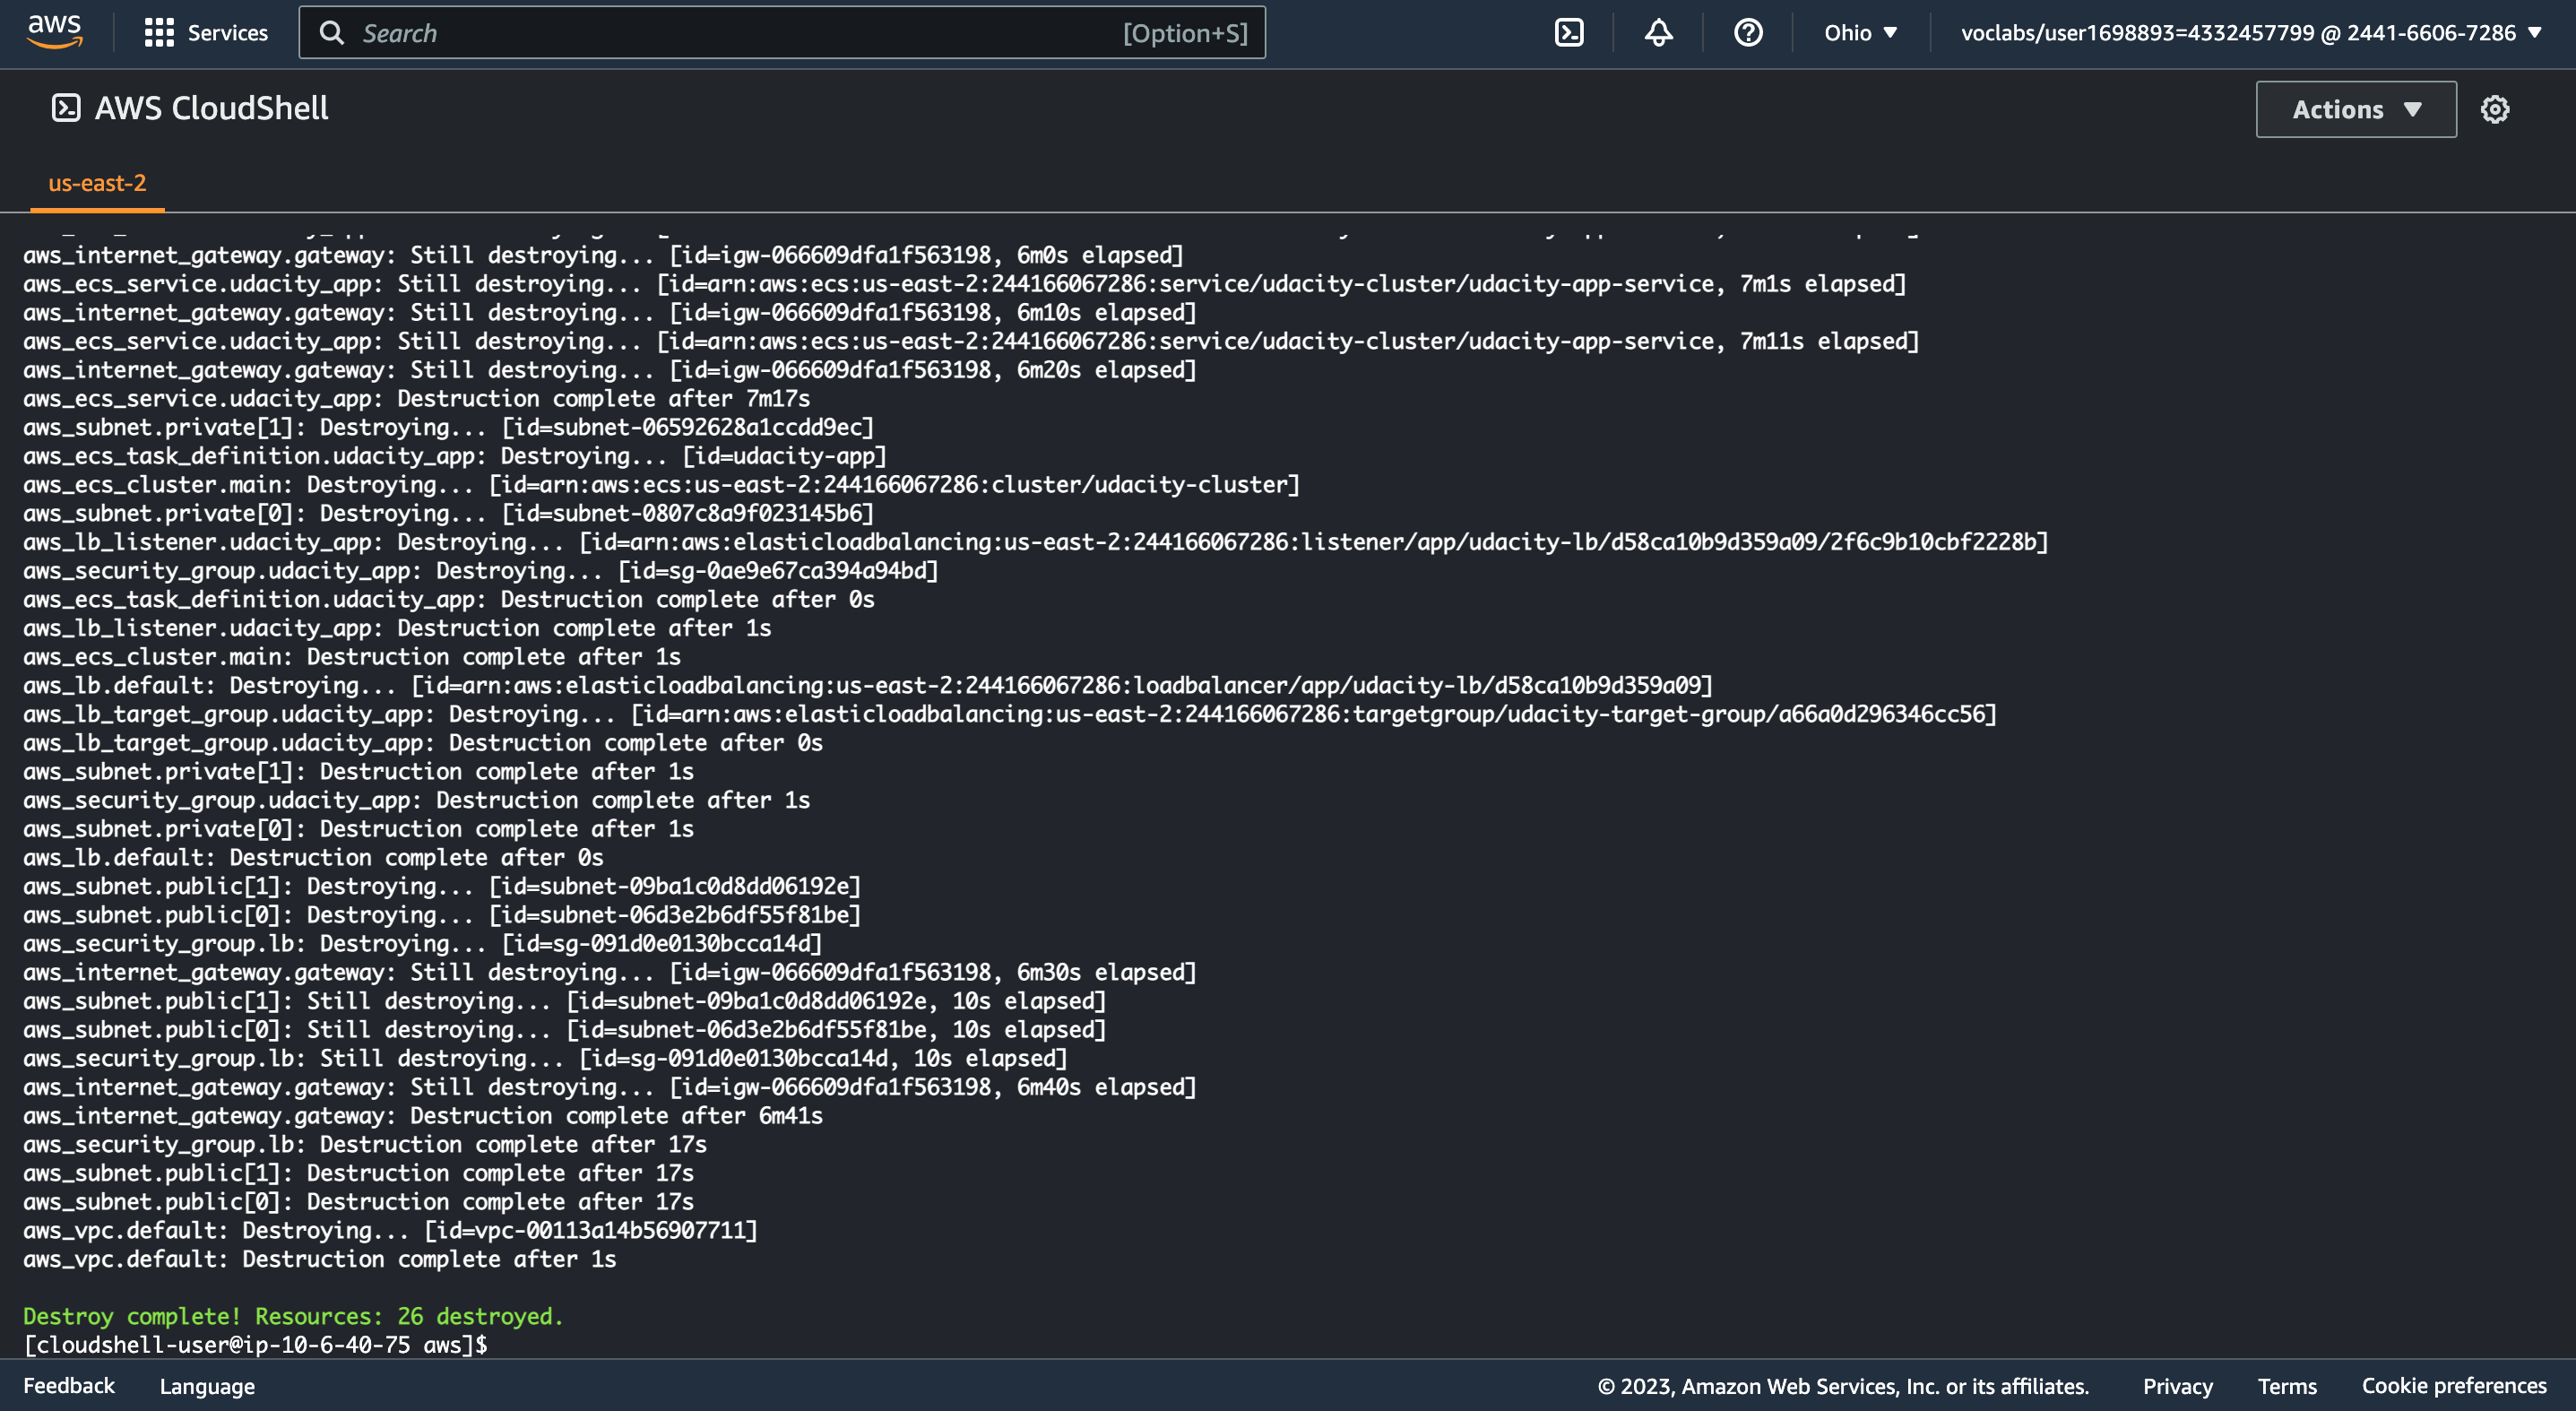 aws
Services
Search
[Option+S]
Ohio
voclabs/user1698893=4332457799 @ 2441-6606-7286
AWS CloudShell
Actions
us-east-2
aws_internet_gateway.gateway: Still destroying... [id=igw-066609dfa1f563198, 6m0s elapsed]
aws_ecs_service.udacity_app: Still destroying... [id=arn:aws:ecs:us-east-2:244166067286:service/udacity-cluster/udacity-app-service, 7m1s elapsed]
aws_internet_gateway.gateway: Still destroying... [id=igw-066609dfa1f563198, 6m10s elapsed]
aws_ecs_service.udacity_app: Still destroying... [id=arn:aws:ecs:us-east-2:244166067286:service/udacity-cluster/udacity-app-service, 7m11s elapsed]
aws_internet_gateway.gateway: Still destroying... [id=igw-066609dfa1f563198, 6m20s elapsed]
aws_ecs_service.udacity_app: Destruction complete after 7m17s
aws_subnet.private[1]: Destroying... [id=subnet-06592628a1ccdd9ec]
aws_ecs_task_definition.udacity_app: Destroying... [id=udacity-app]
aws_ecs_cluster.main: Destroying... [id=arn:aws:ecs:us-east-2:244166067286:cluster/udacity-cluster]
aws_subnet.private[0]: Destroying... [id=subnet-0807c8a9f023145b6]
aws_lb_listener.udacity_app: Destroying... [id=arn:aws:elasticloadbalancing:us-east-2:244166067286:listener/app/udacity-lb/d58ca10b9d359a09/2f6c9b10cbf2228b]
aws_security_group.udacity_app: Destroying... [id=sg-0ae9e67ca394a94bd]
aws_ecs_task_definition.udacity_app: Destruction complete after 0s
aws_lb_listener.udacity_app: Destruction complete after 1s
aws_ecs_cluster.main: Destruction complete after 1s
aws_lb.default: Destroying... [id=arn:aws:elasticloadbalancing:us-east-2:244166067286:loadbalancer/app/udacity-lb/d58ca10b9d359a09]
aws_lb_target_group.udacity_app: Destroying... [id=arn:aws:elasticloadbalancing:us-east-2:244166067286:targetgroup/udacity-target-group/a66a0d296346cc56]
aws_lb_target_group.udacity_app: Destruction complete after 0s
aws_subnet.private[1]: Destruction complete after 1s
aws_security_group.udacity_app: Destruction complete after 1s
aws_subnet.private[0]: Destruction complete after 1s
aws_lb.default: Destruction complete after 0s
aws_subnet.public[1]: Destroying... [id=subnet-09ba1c0d8dd06192e]
aws_subnet.public[0]: Destroying... [id=subnet-06d3e2b6df55f81be]
aws_security_group.lb: Destroying... [id=sg-091d0e0130bcca14d]
aws_internet_gateway.gateway: Still destroying... [id=igw-066609dfa1f563198, 6m30s elapsed]
aws_subnet.public[1]: Still destroying... [id=subnet-09ba1c0d8dd06192e, 10s elapsed]
aws_subnet.public[0]: Still destroying... [id=subnet-06d3e2b6df55f81be, 10s elapsed]
aws_security_group.lb: Still destroying... [id=sg-091d0e0130bcca14d, 10s elapsed]
aws_internet_gateway.gateway: Still destroying... [id=igw-066609dfa1f563198, 6m40s elapsed]
aws_internet_gateway.gateway: Destruction complete after 6m41s
aws_security_group.lb: Destruction complete after 17s
aws_subnet.public[1]: Destruction complete after 17s
aws_subnet.public[0]: Destruction complete after 17s
aws_vpc.default: Destroying... [id=vpc-00113a14b56907711]
aws_vpc.default: Destruction complete after 1s
Destroy complete! Resources: 26 destroyed.
[cloudshell-user@ip-10-6-40-75 aws]$
Feedback
Language
© 2023, Amazon Web Services, Inc. or its affiliates.
Privacy
Terms
Cookie preferences